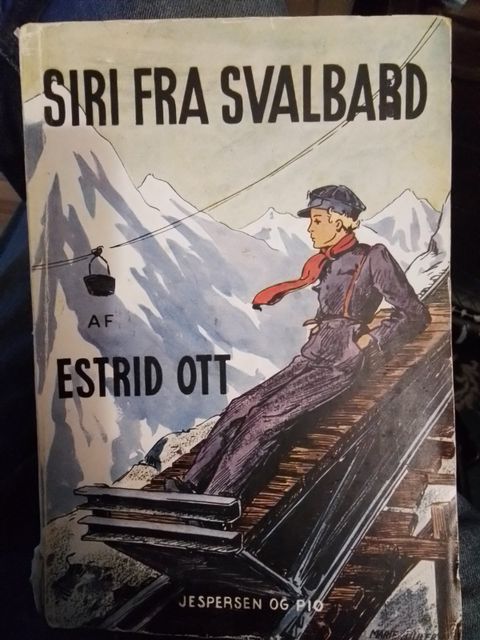 SIRI FRA SVALBARD
AF
ESTRID OTT
JESPERSEN OG PIO